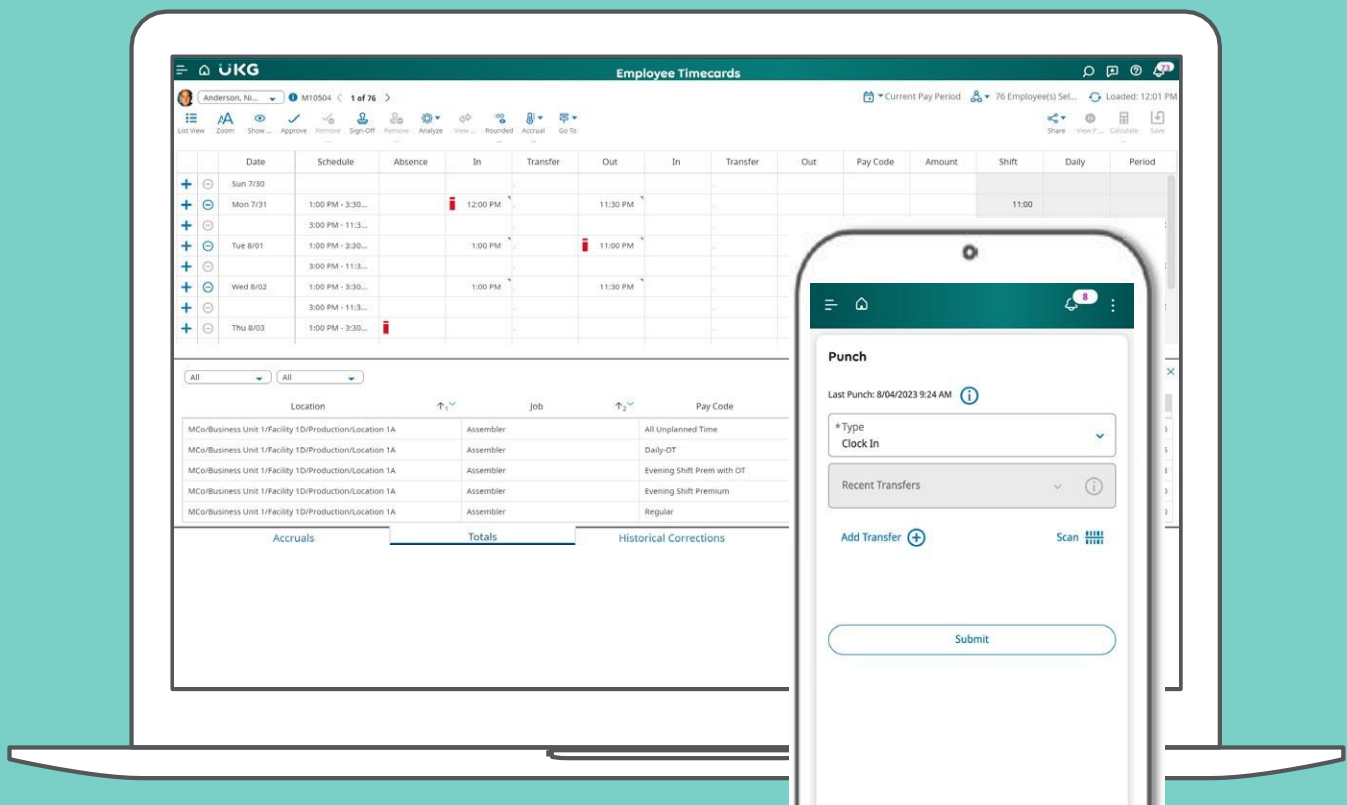 UKG Employee Timecards 73
Anderson, Ni... M10504 1 of 76 Current Pay Period 76 Employee(s) Sel... Loaded: 12:01 PM
List View Zoom Show ... Approve Remove ... Sign-Off Remove ... Analyze View ... Rounded ... Accrual ... Go To Share View P ... Calculate ... Save
Date Schedule Absence In Transfer Out In Transfer Out Pay Code Amount Shift Daily Period
Sun 7/30
Mon 7/31 1:00 PM - 3:30... 12:00 PM 11:30 PM 11:00
3:00 PM - 11:3...
Tue 8/01 1:00 PM - 3:30... 1:00 PM 11:00 PM
3:00 PM - 11:3...
Wed 8/02 1:00 PM - 3:30... 1:00 PM 11:30 PM
3:00 PM - 11:3...
Thu 8/03 1:00 PM - 3:30...
All All
Location 1 Job 2 Pay Code
MCo/Business Unit 1/Facility 1D/Production/Location 1A Assembler All Unplanned Time
MCo/Business Unit 1/Facility 1D/Production/Location 1A Assembler Daily-OT
MCo/Business Unit 1/Facility 1D/Production/Location 1A Assembler Evening Shift Prem with OT
MCo/Business Unit 1/Facility 1D/Production/Location 1A Assembler Evening Shift Premium
MCo/Business Unit 1/Facility 1D/Production/Location 1A Assembler Regular
Accruals Totals Historical Corrections
8
Punch
Last Punch: 8/04/2023 9:24 AM
*Type
Clock In
Recent Transfers
Add Transfer Scan
Submit